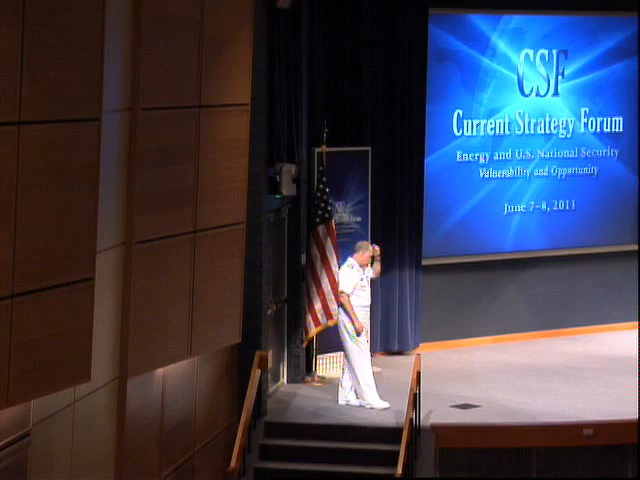 CSF
Current Strategy Forum
Energy and U.S. National Security
Vulnerability and Opportunity
June 7-8, 2011